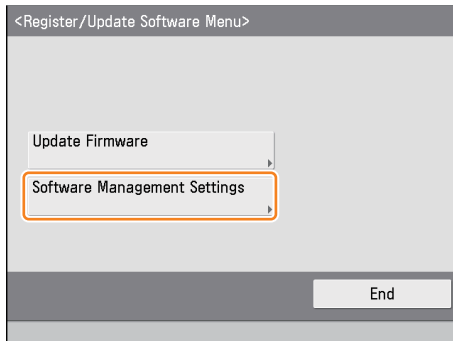 <Register/Update Software Menu>
Update Firmware
Software Management Settings
End